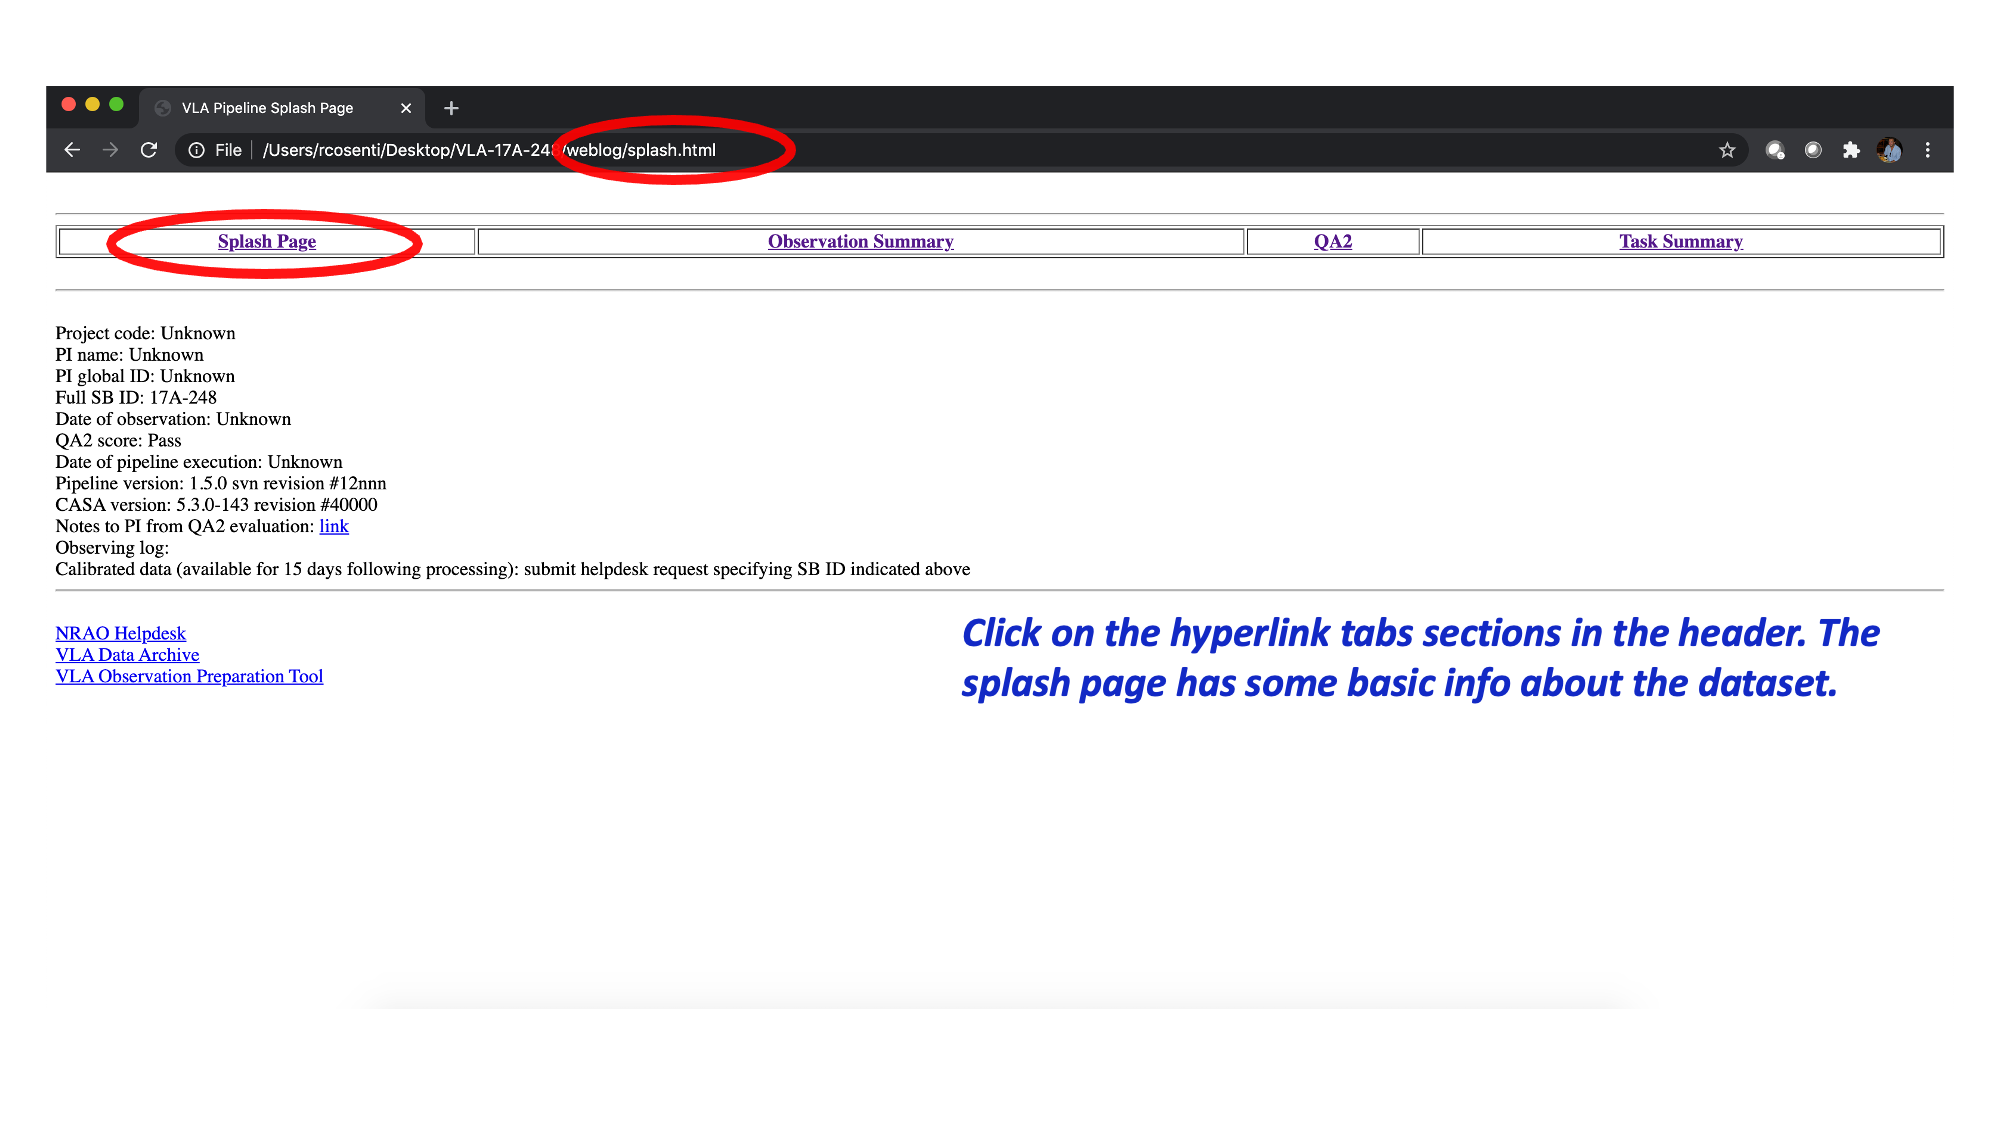 VLA Pipeline Splash Page
File /Users/rcosenti/Desktop/VLA-17A-248/weblog/splash.html
Splash Page Observation Summary QA2 Task Summary
Project code: Unknown
PI name: Unknown
PI global ID: Unknown
Full SB ID: 17A-248
Date of observation: Unknown
QA2 score: Pass
Date of pipeline execution: Unknown
Pipeline version: 1.5.0 svn revision #12nnn
CASA version: 5.3.0-143 revision #40000
Notes to PI from QA2 evaluation: link
Observing log:
Calibrated data (available for 15 days following processing): submit helpdesk request specifying SB ID indicated above
NRAO Helpdesk
VLA Data Archive
VLA Observation Preparation Tool
Click on the hyperlink tabs sections in the header. The
splash page has some basic info about the dataset.